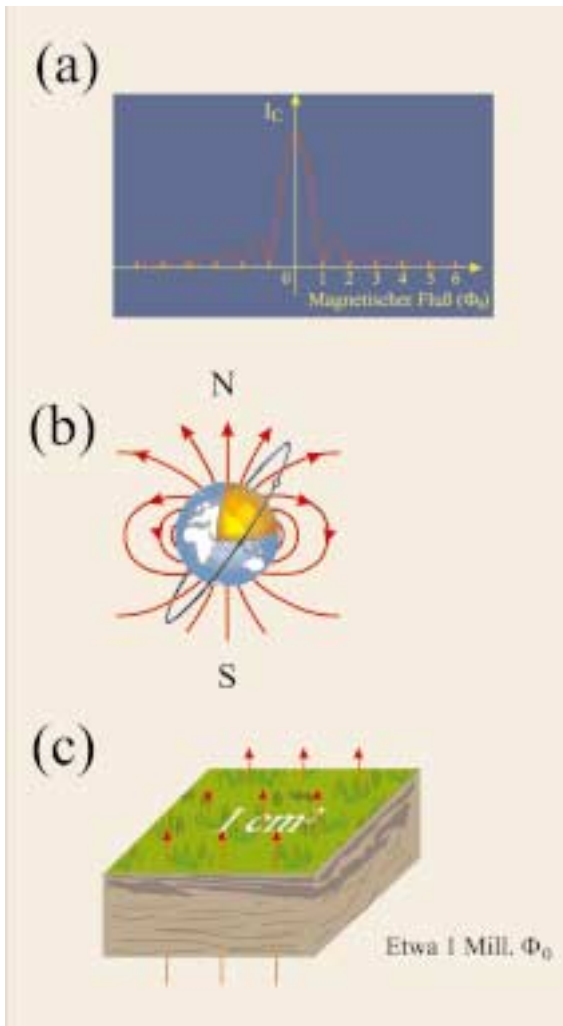 (a)
I_C
0 1 2 3 4 5 6
Magnetischer Fluß (Φ₀)
(b)
N
S
(c)
1 cm²
Etwa 1 Mill. Φ₀